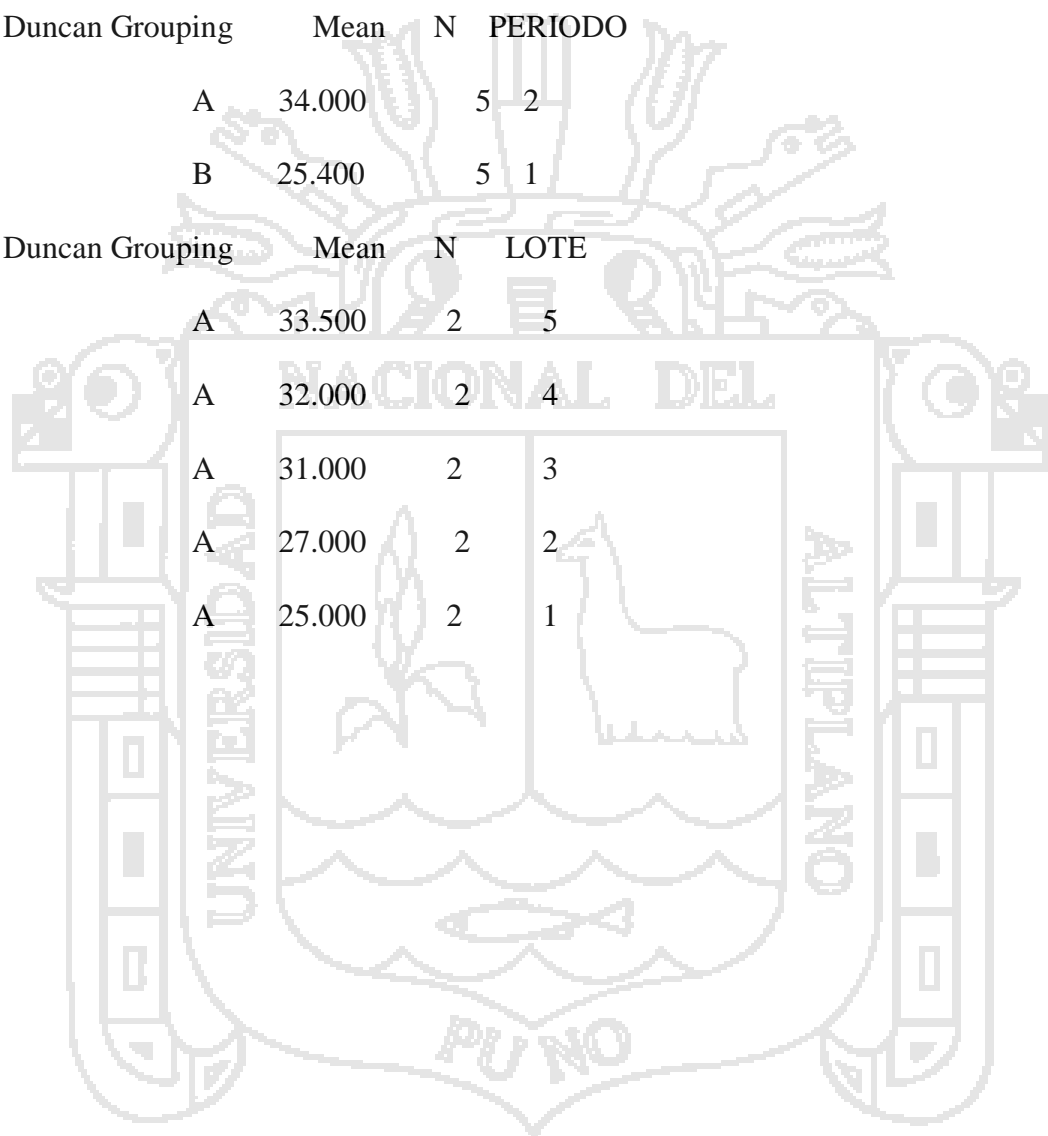 Duncan Grouping Mean N PERIODO
A 34.000 5 2
B 25.400 5 1
Duncan Grouping Mean N LOTE
A 33.500 2 5
A 32.000 2 4
A 31.000 2 3
A 27.000 2 2
A 25.000 2 1
NACIONAL DEL
UNIVERSIDAD
ALTIPLANO
PUNO